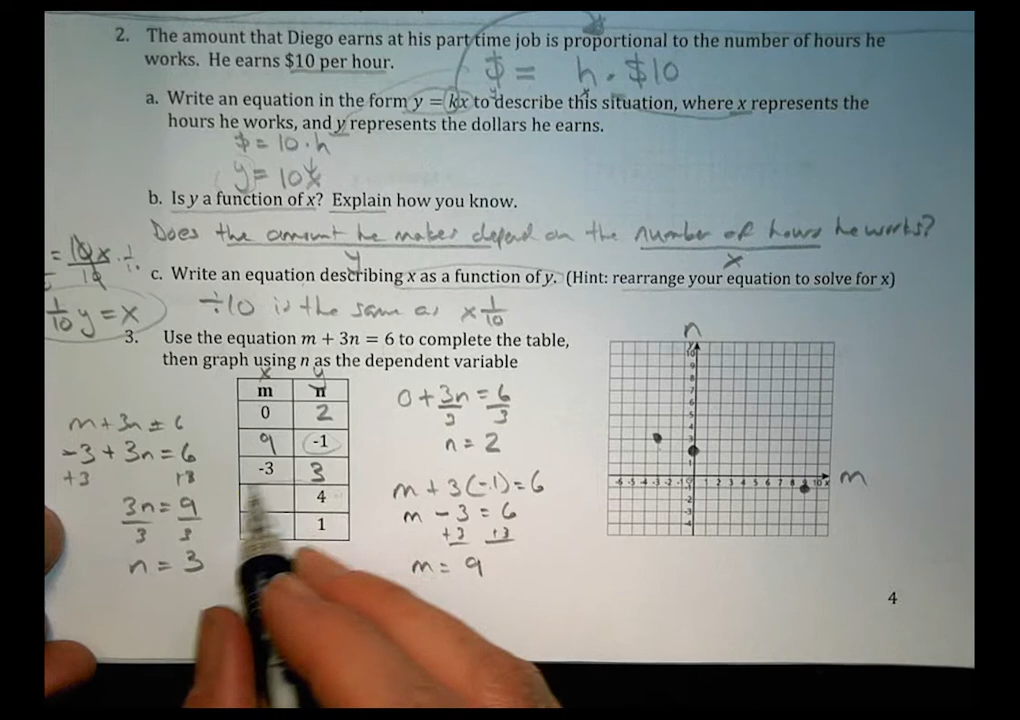 2. The amount that Diego earns at his part time job is proportional to the number of hours he
works. He earns $10 per hour.
$ = h · $10
a. Write an equation in the form y = kx to describe this situation, where x represents the
hours he works, and y represents the dollars he earns.
$ = 10 · h
y = 10x
b. Is y a function of x? Explain how you know.
Does the amount he makes depend on the number of hours he works?
y
x
c. Write an equation describing x as a function of y. (Hint: rearrange your equation to solve for x)
1/10 y = x
÷10 is the same as x 1/10
3. Use the equation m + 3n = 6 to complete the table,
then graph using n as the dependent variable
x y
m n
0 2
9 -1
-3 3
4
1
m + 3n = 6
-3 + 3n = 6
+3 +3
3n = 9
3 3
n = 3
0 + 3n = 6
3 3
n = 2
m + 3(-1) = 6
m - 3 = 6
+3 +3
m = 9
n
m
4